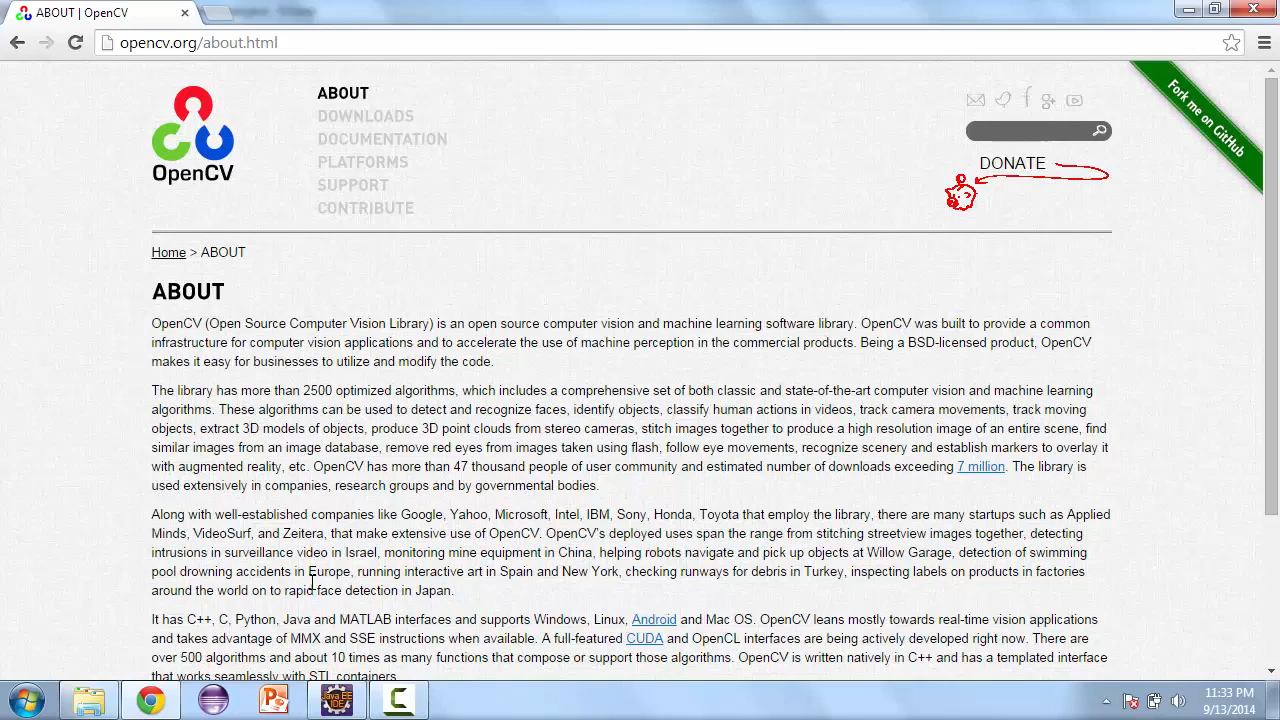 ABOUT | OpenCV
opencv.org/about.html
OpenCV
ABOUT
DOWNLOADS
DOCUMENTATION
PLATFORMS
SUPPORT
CONTRIBUTE
DONATE
Fork me on GitHub
Home > ABOUT
ABOUT
OpenCV (Open Source Computer Vision Library) is an open source computer vision and machine learning software library. OpenCV was built to provide a common
infrastructure for computer vision applications and to accelerate the use of machine perception in the commercial products. Being a BSD-licensed product, OpenCV
makes it easy for businesses to utilize and modify the code.
The library has more than 2500 optimized algorithms, which includes a comprehensive set of both classic and state-of-the-art computer vision and machine learning
algorithms. These algorithms can be used to detect and recognize faces, identify objects, classify human actions in videos, track camera movements, track moving
objects, extract 3D models of objects, produce 3D point clouds from stereo cameras, stitch images together to produce a high resolution image of an entire scene, find
similar images from an image database, remove red eyes from images taken using flash, follow eye movements, recognize scenery and establish markers to overlay it
with augmented reality, etc. OpenCV has more than 47 thousand people of user community and estimated number of downloads exceeding 7 million. The library is
used extensively in companies, research groups and by governmental bodies.
Along with well-established companies like Google, Yahoo, Microsoft, Intel, IBM, Sony, Honda, Toyota that employ the library, there are many startups such as Applied
Minds, VideoSurf, and Zeitera, that make extensive use of OpenCV. OpenCV's deployed uses span the range from stitching streetview images together, detecting
intrusions in surveillance video in Israel, monitoring mine equipment in China, helping robots navigate and pick up objects at Willow Garage, detection of swimming
pool drowning accidents in Europe, running interactive art in Spain and New York, checking runways for debris in Turkey, inspecting labels on products in factories
around the world on to rapid face detection in Japan.
It has C++, C, Python, Java and MATLAB interfaces and supports Windows, Linux, Android and Mac OS. OpenCV leans mostly towards real-time vision applications
and takes advantage of MMX and SSE instructions when available. A full-featured CUDA and OpenCL interfaces are being actively developed right now. There are
over 500 algorithms and about 10 times as many functions that compose or support those algorithms. OpenCV is written natively in C++ and has a templated interface
that works seamlessly with STL containers.
Java EE
IDE
11:33 PM
9/13/2014